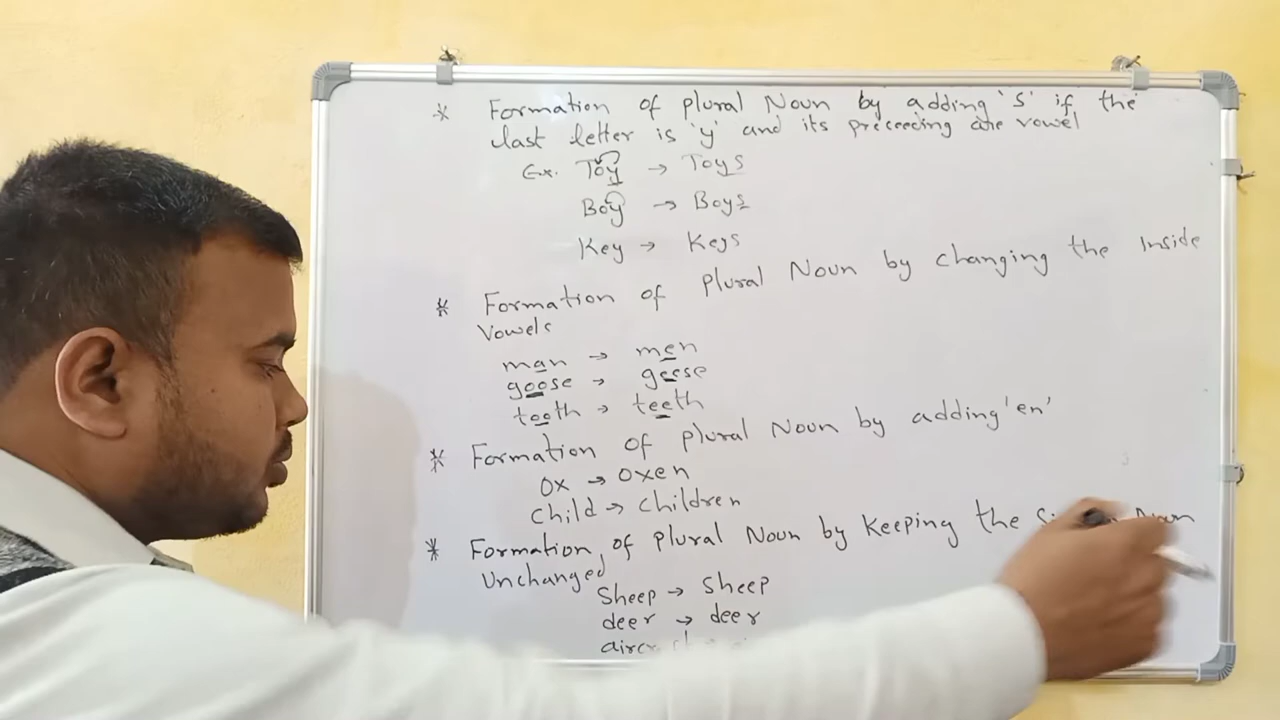 * Formation of plural Noun by adding 's' if the
last letter is 'y' and its preceeding are vowel
Ex. Toy → Toys
Boy → Boys
Key → Keys
* Formation of plural Noun by changing the Inside
Vowels
man → men
goose → geese
tooth → teeth
* Formation of plural Noun by adding 'en'
Ox → oxen
child → children
* Formation of plural Noun by keeping the Noun
Unchanged
Sheep → sheep
deer → deer